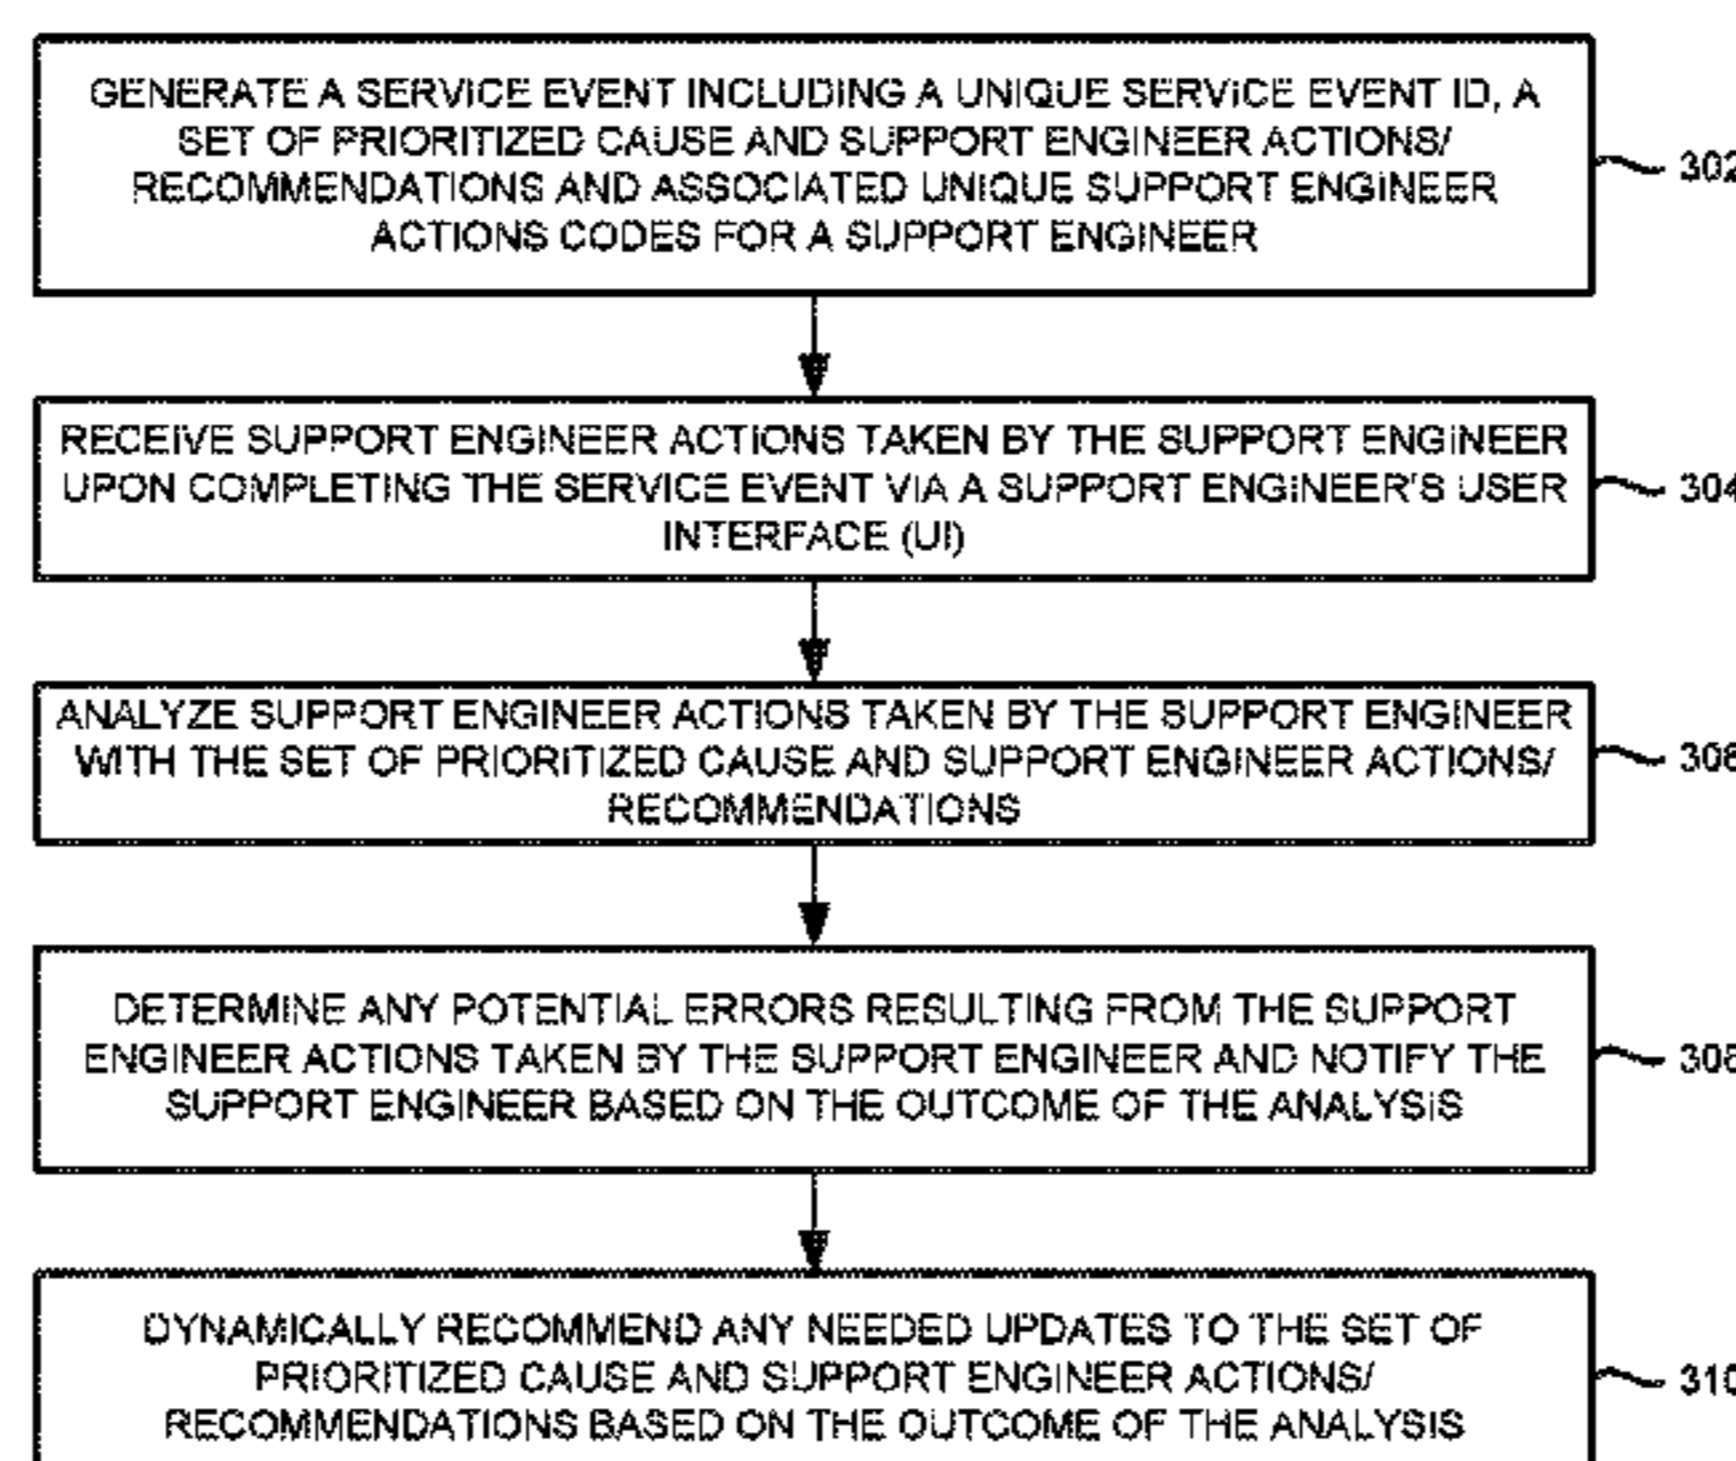 GENERATE A SERVICE EVENT INCLUDING A UNIQUE SERVICE EVENT ID, A
SET OF PRIORITIZED CAUSE AND SUPPORT ENGINEER ACTIONS/
RECOMMENDATIONS AND ASSOCIATED UNIQUE SUPPORT ENGINEER
ACTIONS CODES FOR A SUPPORT ENGINEER
302
RECEIVE SUPPORT ENGINEER ACTIONS TAKEN BY THE SUPPORT ENGINEER
UPON COMPLETING THE SERVICE EVENT VIA A SUPPORT ENGINEER'S USER
INTERFACE (UI)
304
ANALYZE SUPPORT ENGINEER ACTIONS TAKEN BY THE SUPPORT ENGINEER
WITH THE SET OF PRIORITIZED CAUSE AND SUPPORT ENGINEER ACTIONS/
RECOMMENDATIONS
306
DETERMINE ANY POTENTIAL ERRORS RESULTING FROM THE SUPPORT
ENGINEER ACTIONS TAKEN BY THE SUPPORT ENGINEER AND NOTIFY THE
SUPPORT ENGINEER BASED ON THE OUTCOME OF THE ANALYSIS
308
DYNAMICALLY RECOMMEND ANY NEEDED UPDATES TO THE SET OF
PRIORITIZED CAUSE AND SUPPORT ENGINEER ACTIONS/
RECOMMENDATIONS BASED ON THE OUTCOME OF THE ANALYSIS
310